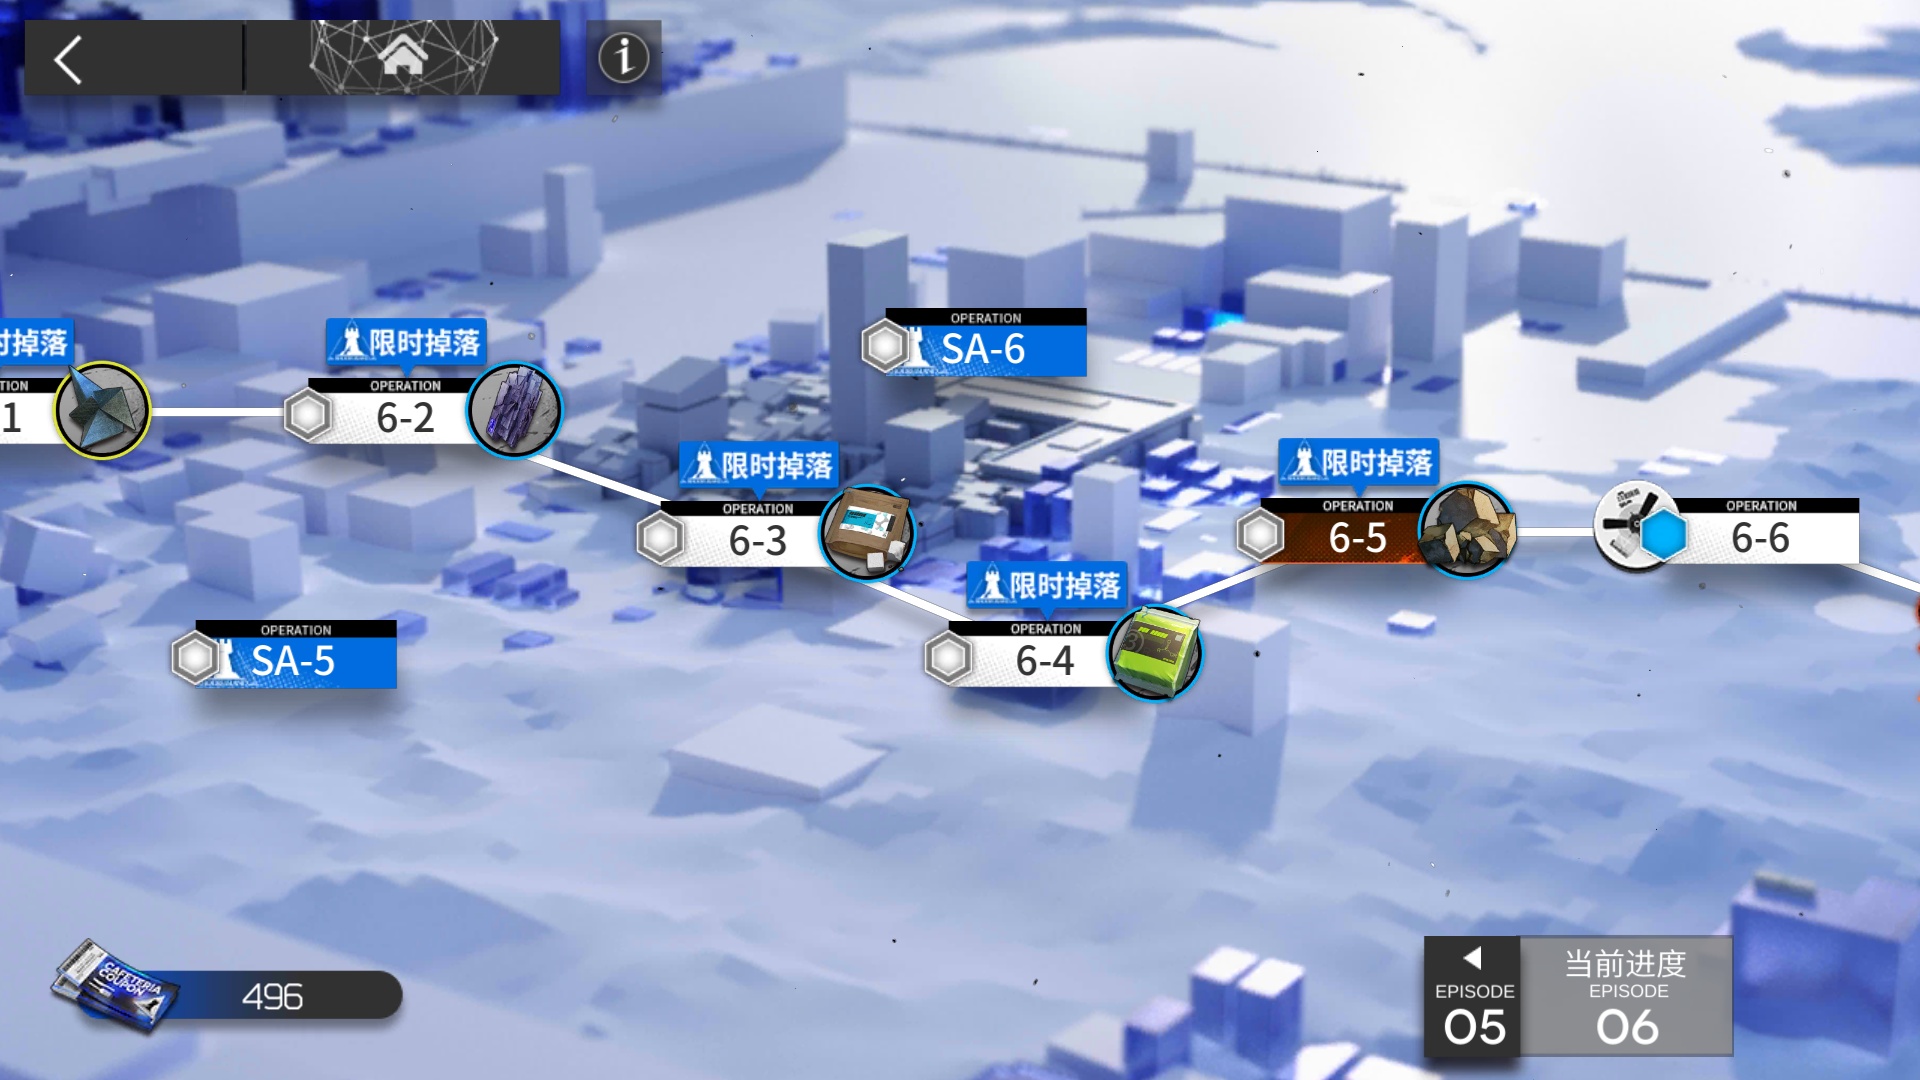 OPERATION
SA-6
时掉落
TION
1
限时掉落
OPERATION
6-2
限时掉落
OPERATION
6-3
限时掉落
OPERATION
6-4
限时掉落
OPERATION
6-5
OPERATION
6-6
OPERATION
SA-5
CAFETERIA
COUPON
496
EPISODE
05
当前进度
EPISODE
06